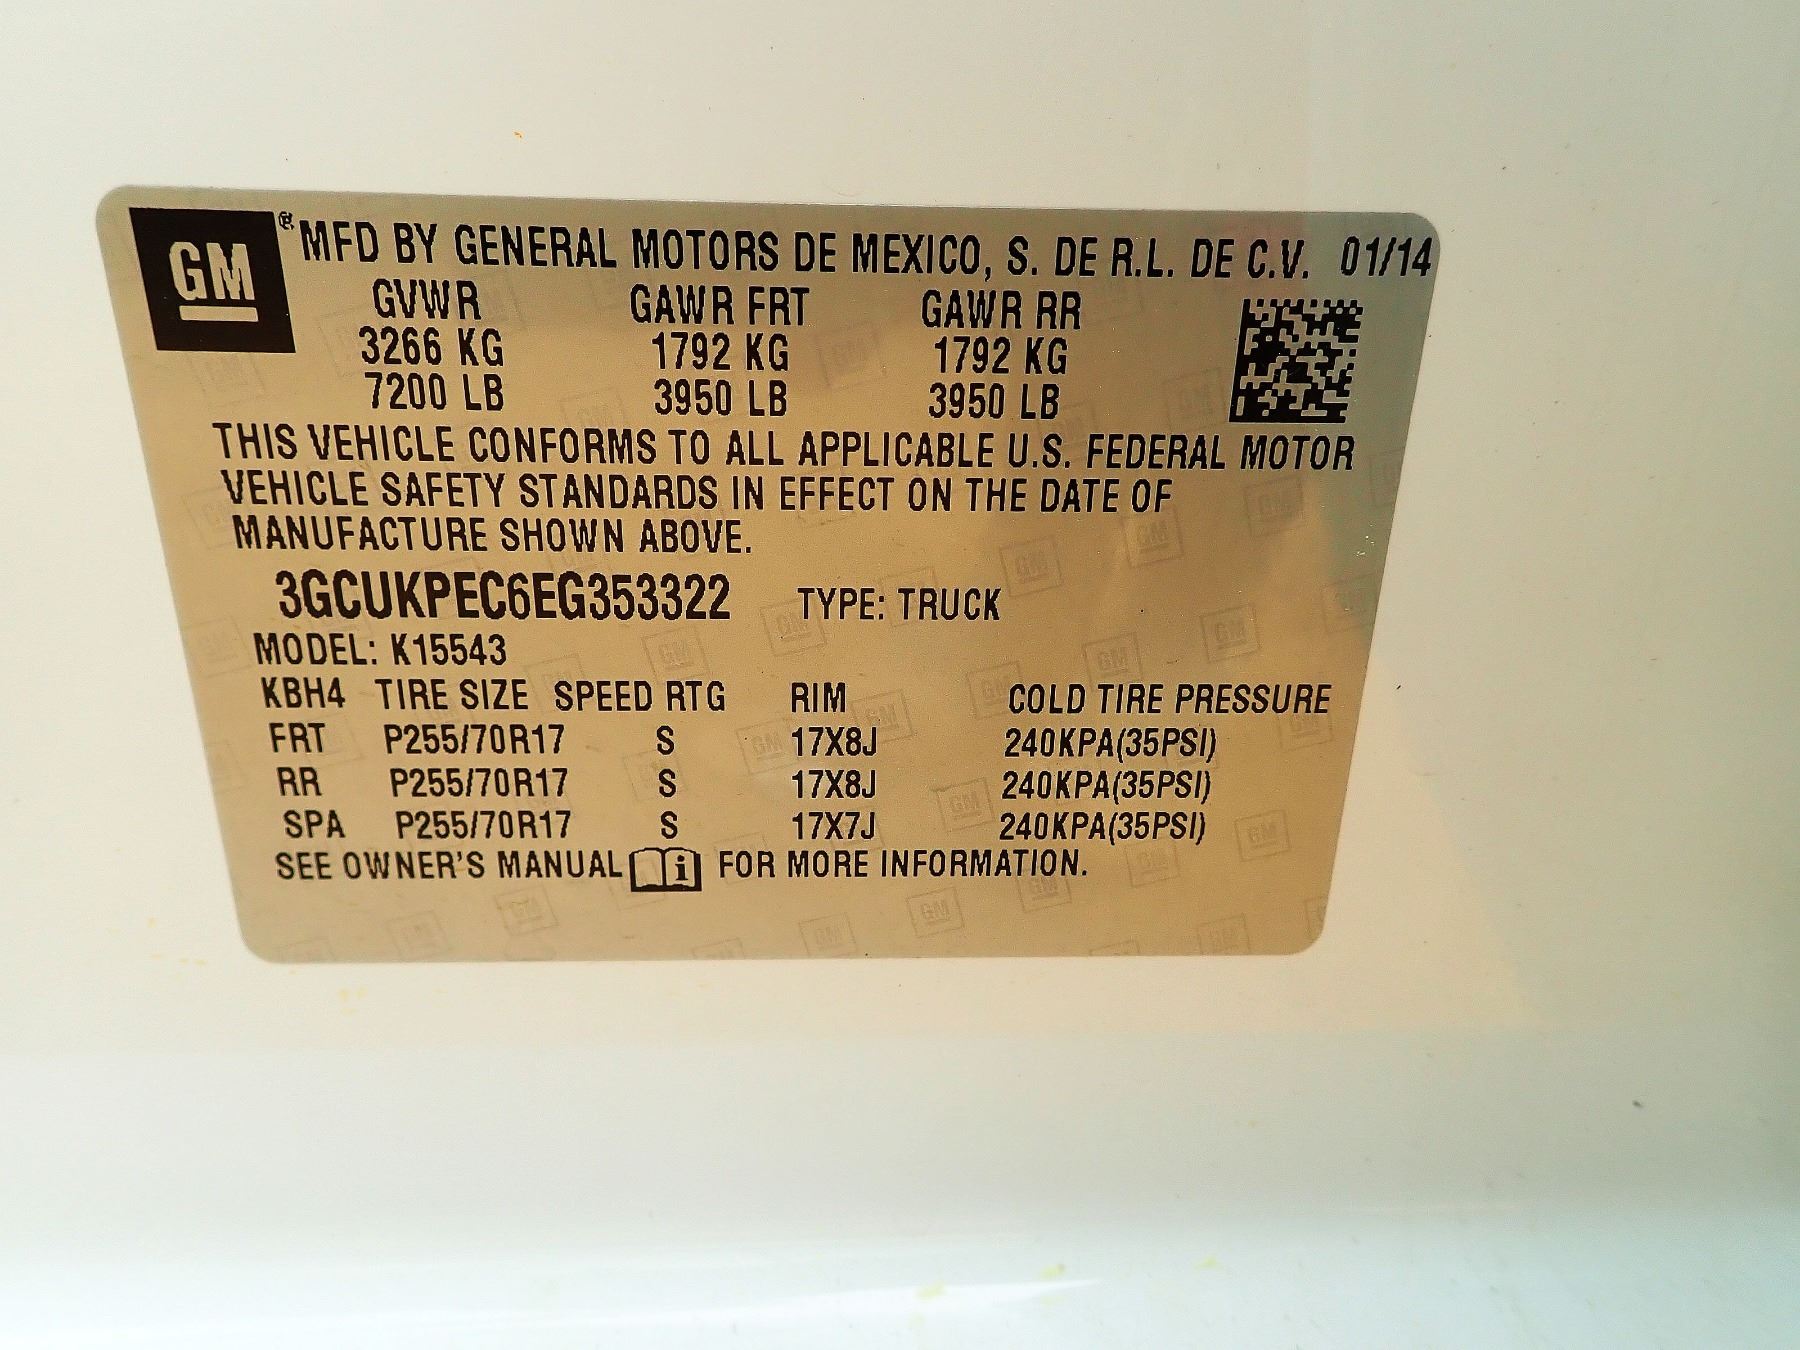 GM ® MFD BY GENERAL MOTORS DE MEXICO, S. DE R.L. DE C.V. 01/14
GVWR GAWR FRT GAWR RR
3266 KG 1792 KG 1792 KG
7200 LB 3950 LB 3950 LB
THIS VEHICLE CONFORMS TO ALL APPLICABLE U.S. FEDERAL MOTOR
VEHICLE SAFETY STANDARDS IN EFFECT ON THE DATE OF
MANUFACTURE SHOWN ABOVE.
3GCUKPEC6EG353322 TYPE: TRUCK
MODEL: K15543
KBH4 TIRE SIZE SPEED RTG RIM COLD TIRE PRESSURE
FRT P255/70R17 S 17X8J 240KPA(35PSI)
RR P255/70R17 S 17X8J 240KPA(35PSI)
SPA P255/70R17 S 17X7J 240KPA(35PSI)
SEE OWNER'S MANUAL i FOR MORE INFORMATION.